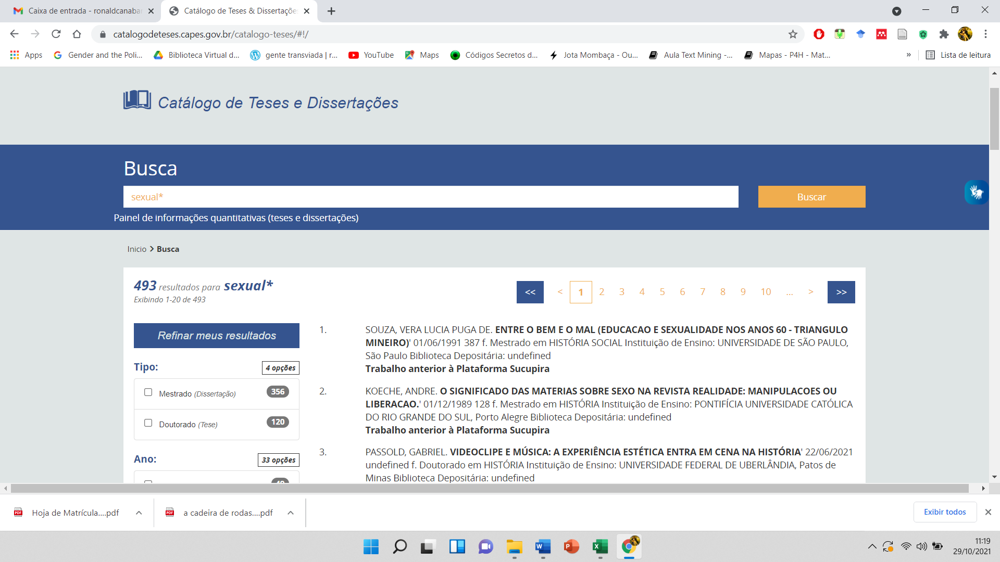 Caixa de entrada - ronaldcanabar
Catálogo de Teses & Dissertaçõe
catalogodeteses.capes.gov.br/catalogo-teses/#!/
Apps
Gender and the Poli...
Biblioteca Virtual d...
gente transviada | r...
YouTube
Maps
Códigos Secretos d...
Jota Mombaça - Ou...
Aula Text Mining -...
Mapas - P4H - Mat...
»
Lista de leitura
Catálogo de Teses e Dissertações
Busca
sexual*
Buscar
Painel de informações quantitativas (teses e dissertações)
Inicio > Busca
493 resultados para sexual*
Exibindo 1-20 de 493
<< < 1 2 3 4 5 6 7 8 9 10 ... > >>
Refinar meus resultados
Tipo:
4 opções
Mestrado (Dissertação)
356
Doutorado (Tese)
120
Ano:
33 opções
1.
SOUZA, VERA LUCIA PUGA DE. ENTRE O BEM E O MAL (EDUCACAO E SEXUALIDADE NOS ANOS 60 - TRIANGULO
MINEIRO)' 01/06/1991 387 f. Mestrado em HISTÓRIA SOCIAL Instituição de Ensino: UNIVERSIDADE DE SÃO PAULO,
São Paulo Biblioteca Depositária: undefined
Trabalho anterior à Plataforma Sucupira
2.
KOECHE, ANDRE. O SIGNIFICADO DAS MATERIAS SOBRE SEXO NA REVISTA REALIDADE: MANIPULACOES OU
LIBERACAO.' 01/12/1989 128 f. Mestrado em HISTÓRIA Instituição de Ensino: PONTIFÍCIA UNIVERSIDADE CATÓLICA
DO RIO GRANDE DO SUL, Porto Alegre Biblioteca Depositária: undefined
Trabalho anterior à Plataforma Sucupira
3.
PASSOLD, GABRIEL. VIDEOCLIPE E MÚSICA: A EXPERIÊNCIA ESTÉTICA ENTRA EM CENA NA HISTÓRIA' 22/06/2021
undefined f. Doutorado em HISTÓRIA Instituição de Ensino: UNIVERSIDADE FEDERAL DE UBERLÂNDIA, Patos de
Minas Biblioteca Depositária: undefined
Hoja de Matrícula....pdf
a cadeira de rodas....pdf
Exibir todos
11:19
29/10/2021